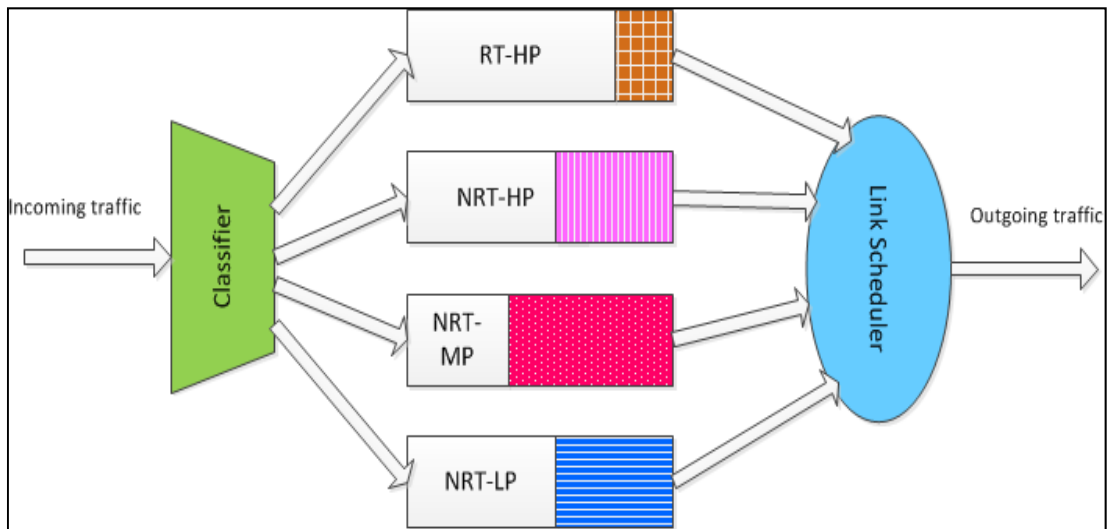 RT-HP
NRT-HP
Incoming traffic
Classifier
Link Scheduler
Outgoing traffic
NRT-
MP
NRT-LP